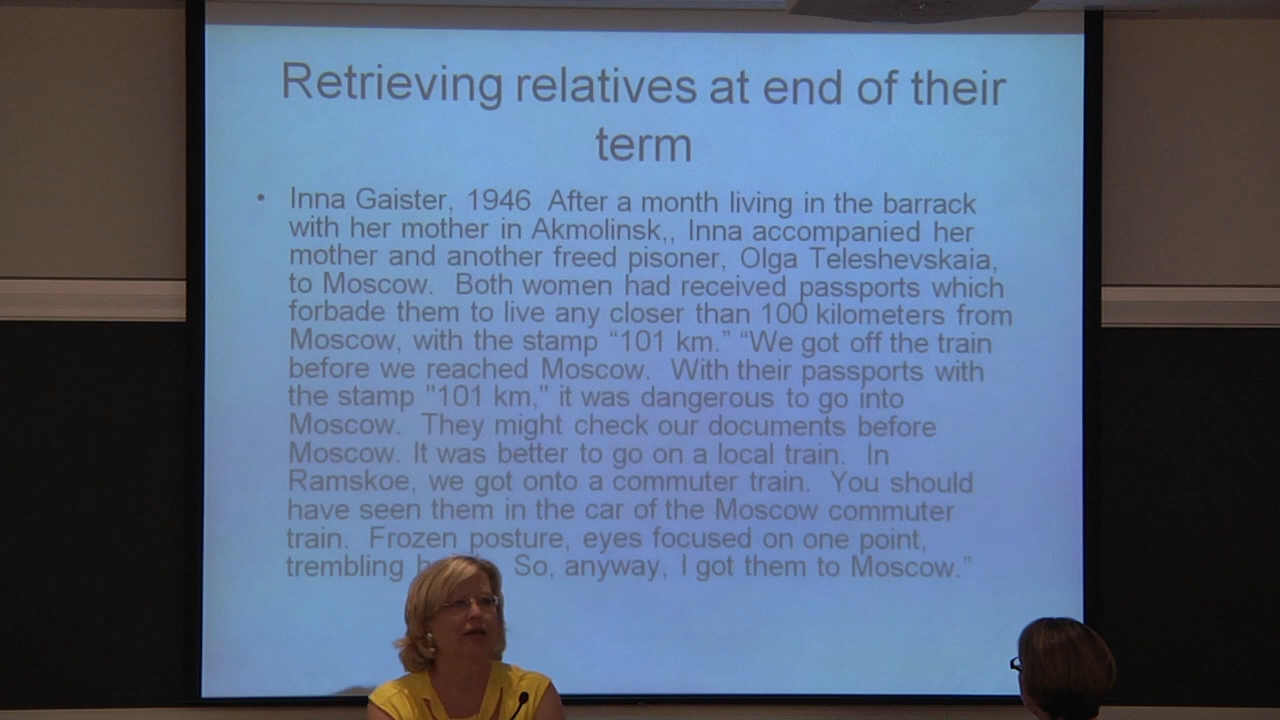 Retrieving relatives at end of their
term
• Inna Gaister, 1946 After a month living in the barrack
with her mother in Akmolinsk,, Inna accompanied her
mother and another freed pisoner, Olga Teleshevskaia,
to Moscow. Both women had received passports which
forbade them to live any closer than 100 kilometers from
Moscow, with the stamp “101 km.” “We got off the train
before we reached Moscow. With their passports with
the stamp "101 km," it was dangerous to go into
Moscow. They might check our documents before
Moscow. It was better to go on a local train. In
Ramskoe, we got onto a commuter train. You should
have seen them in the car of the Moscow commuter
train. Frozen posture, eyes focused on one point,
trembling So, anyway, I got them to Moscow.”